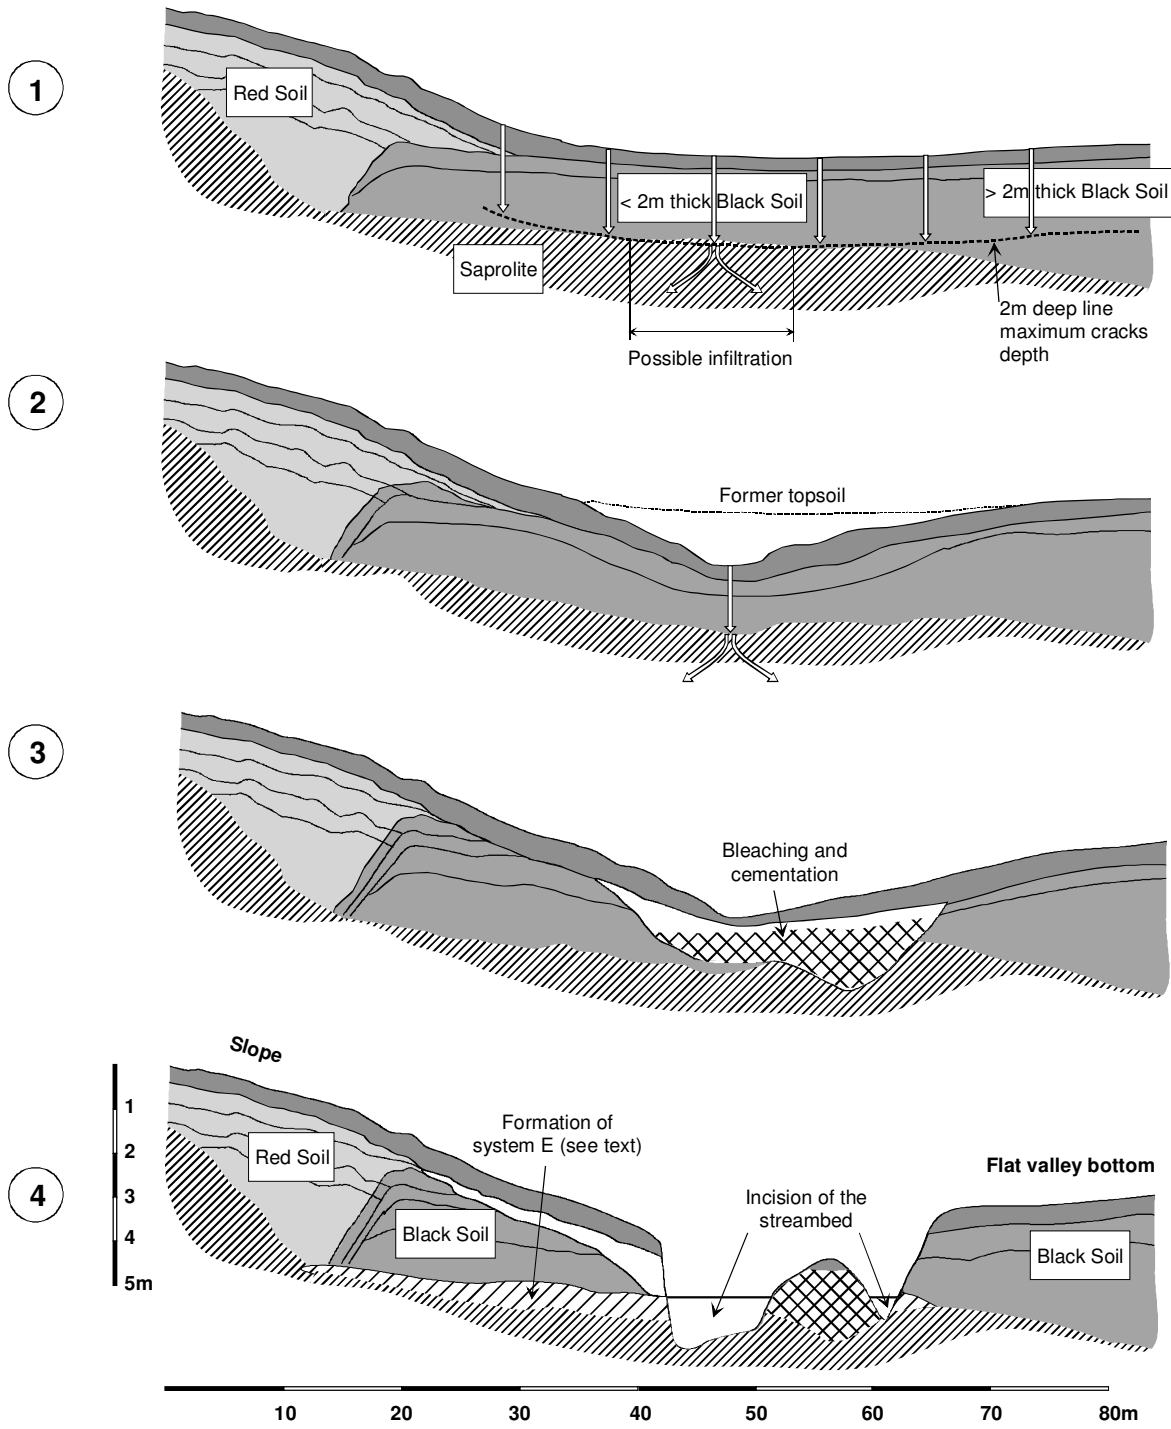 1
Red Soil
< 2m thick Black Soil
> 2m thick Black Soil
Saprolite
2m deep line
maximum cracks
depth
Possible infiltration
2
Former topsoil
3
Bleaching and
cementation
4
Slope
1
2
3
4
5m
Red Soil
Formation of
system E (see text)
Black Soil
Incision of the
streambed
Flat valley bottom
Black Soil
10 20 30 40 50 60 70 80m